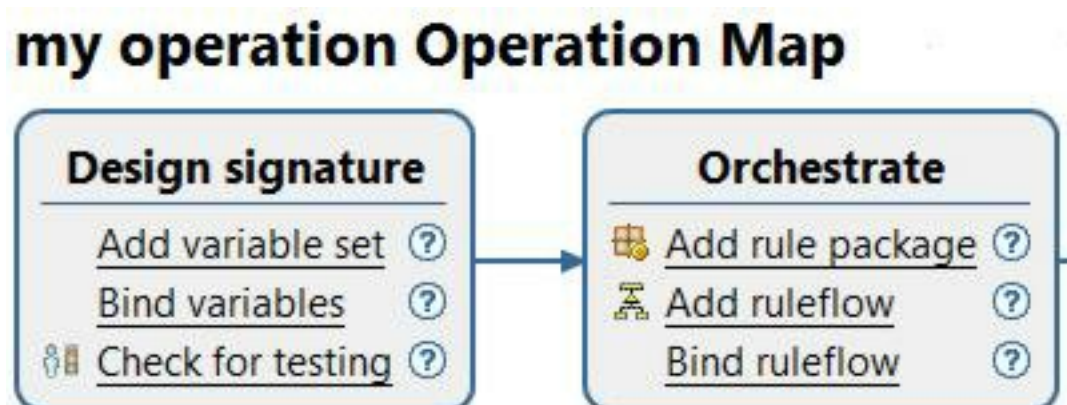 my operation Operation Map
Design signature
Add variable set ?
Bind variables ?
Check for testing ?
Orchestrate
Add rule package ?
Add ruleflow ?
Bind ruleflow ?